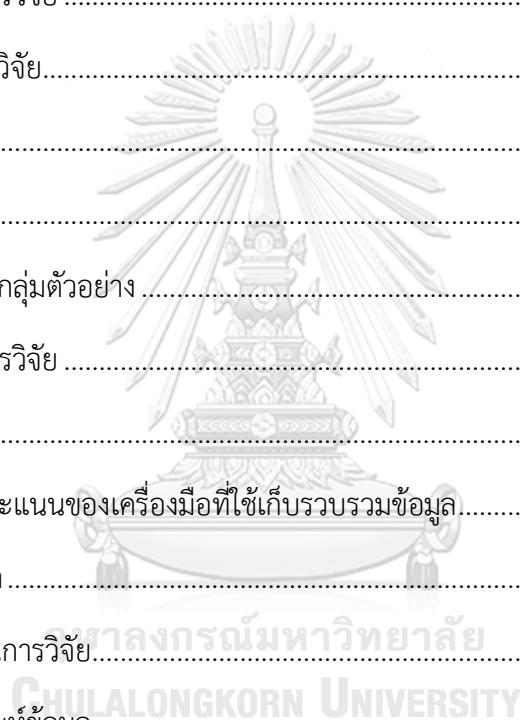 รวิจัย ................................................................
วิจัย................................................................
................................................................
................................................................
กลุ่มตัวอย่าง ................................................................
ารวิจัย ................................................................
................................................................
ะแนนของเครื่องมือที่ใช้เก็บรวบรวมข้อมูล.........
................................................................
จุฬาลงกรณ์มหาวิทยาลัย
นการวิจัย................................................................
CHULALONGKORN UNIVERSITY